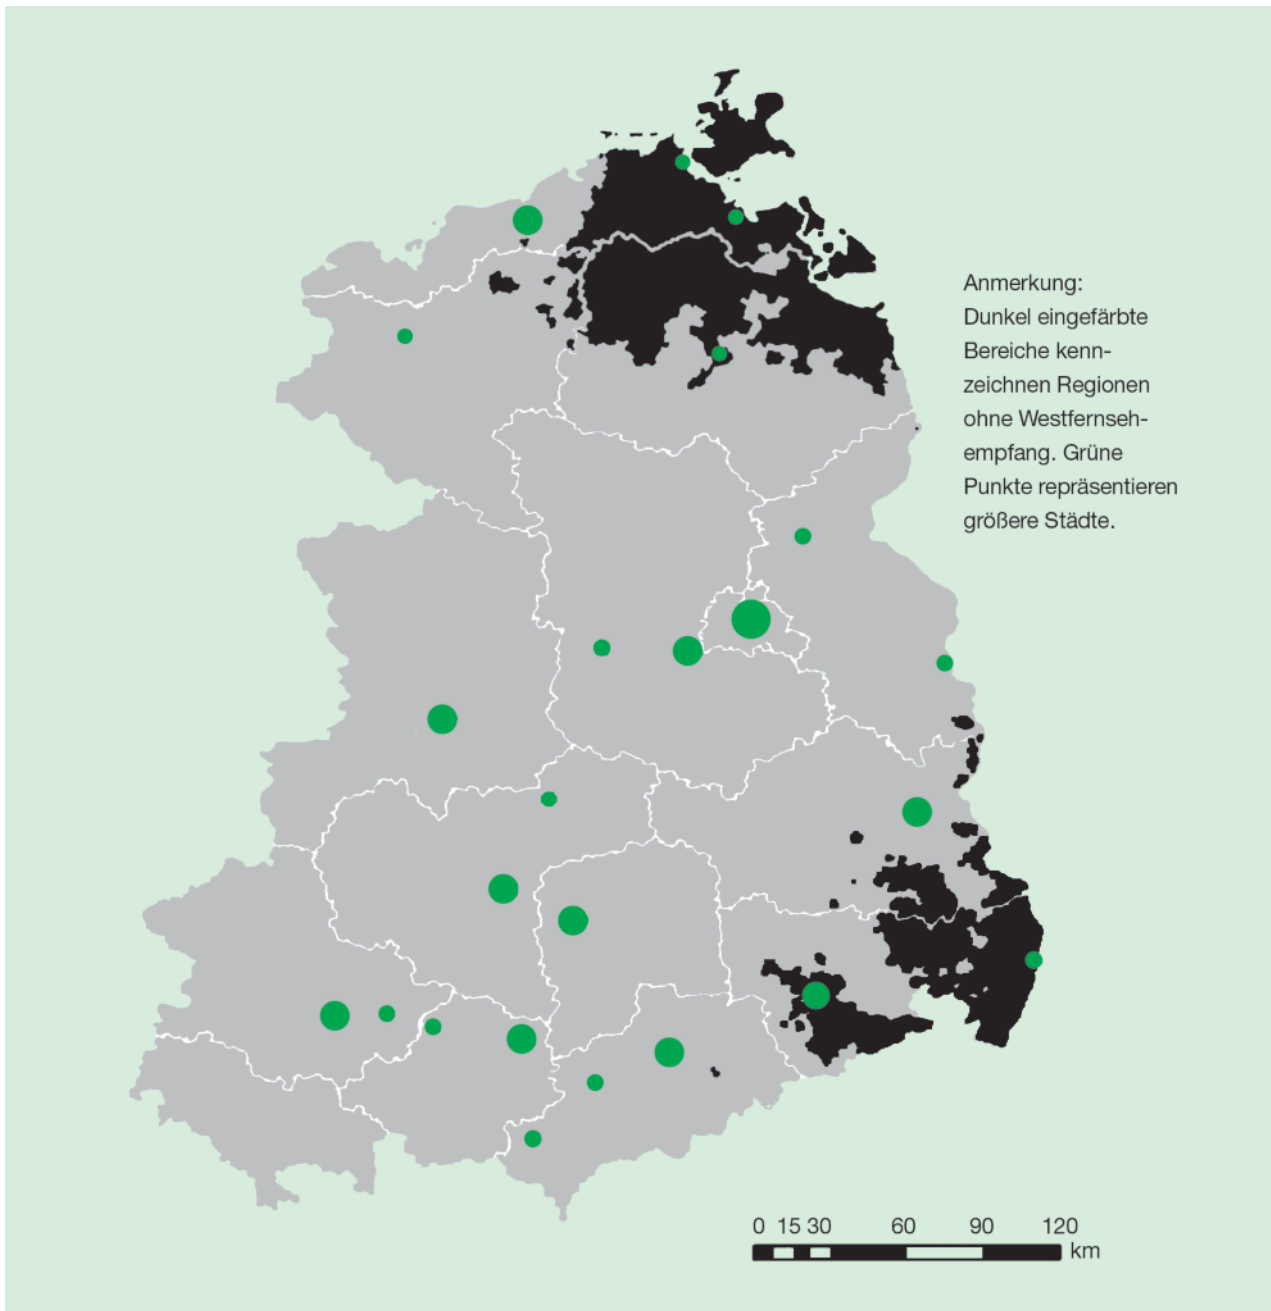 Anmerkung:
Dunkel eingefärbte
Bereiche kenn-
zeichnen Regionen
ohne Westfernseh-
empfang. Grüne
Punkte repräsentieren
größere Städte.
0 15 30 60 90 120
km